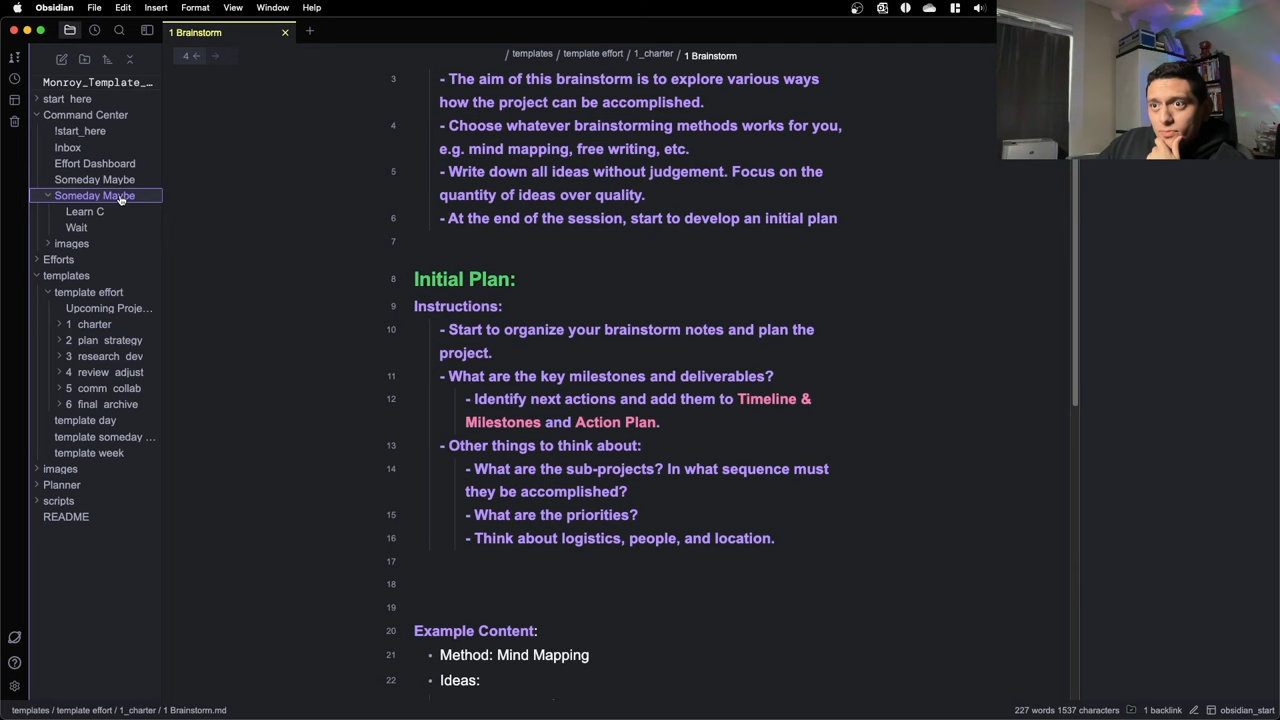 Obsidian File Edit Insert Format View Window Help
1 Brainstorm
4
/ templates / template effort / 1_charter / 1 Brainstorm
Monroy_Template_...
start here
Command Center
!start_here
Inbox
Effort Dashboard
Someday Maybe
Someday Maybe
Learn C
Wait
images
Efforts
templates
template effort
Upcoming Proje...
1 charter
2 plan strategy
3 research dev
4 review adjust
5 comm collab
6 final archive
template day
template someday ...
template week
images
Planner
scripts
README
3 - The aim of this brainstorm is to explore various ways
how the project can be accomplished.
4 - Choose whatever brainstorming methods works for you,
e.g. mind mapping, free writing, etc.
5 - Write down all ideas without judgement. Focus on the
quantity of ideas over quality.
6 - At the end of the session, start to develop an initial plan
7
8 Initial Plan:
9 Instructions:
10 - Start to organize your brainstorm notes and plan the
project.
11 - What are the key milestones and deliverables?
12 - Identify next actions and add them to Timeline &
Milestones and Action Plan.
13 - Other things to think about:
14 - What are the sub-projects? In what sequence must
they be accomplished?
15 - What are the priorities?
16 - Think about logistics, people, and location.
17
18
19
20 Example Content:
21 • Method: Mind Mapping
22 • Ideas:
templates / template effort / 1_charter / 1 Brainstorm.md
227 words 1537 characters 1 backlink obsidian_start